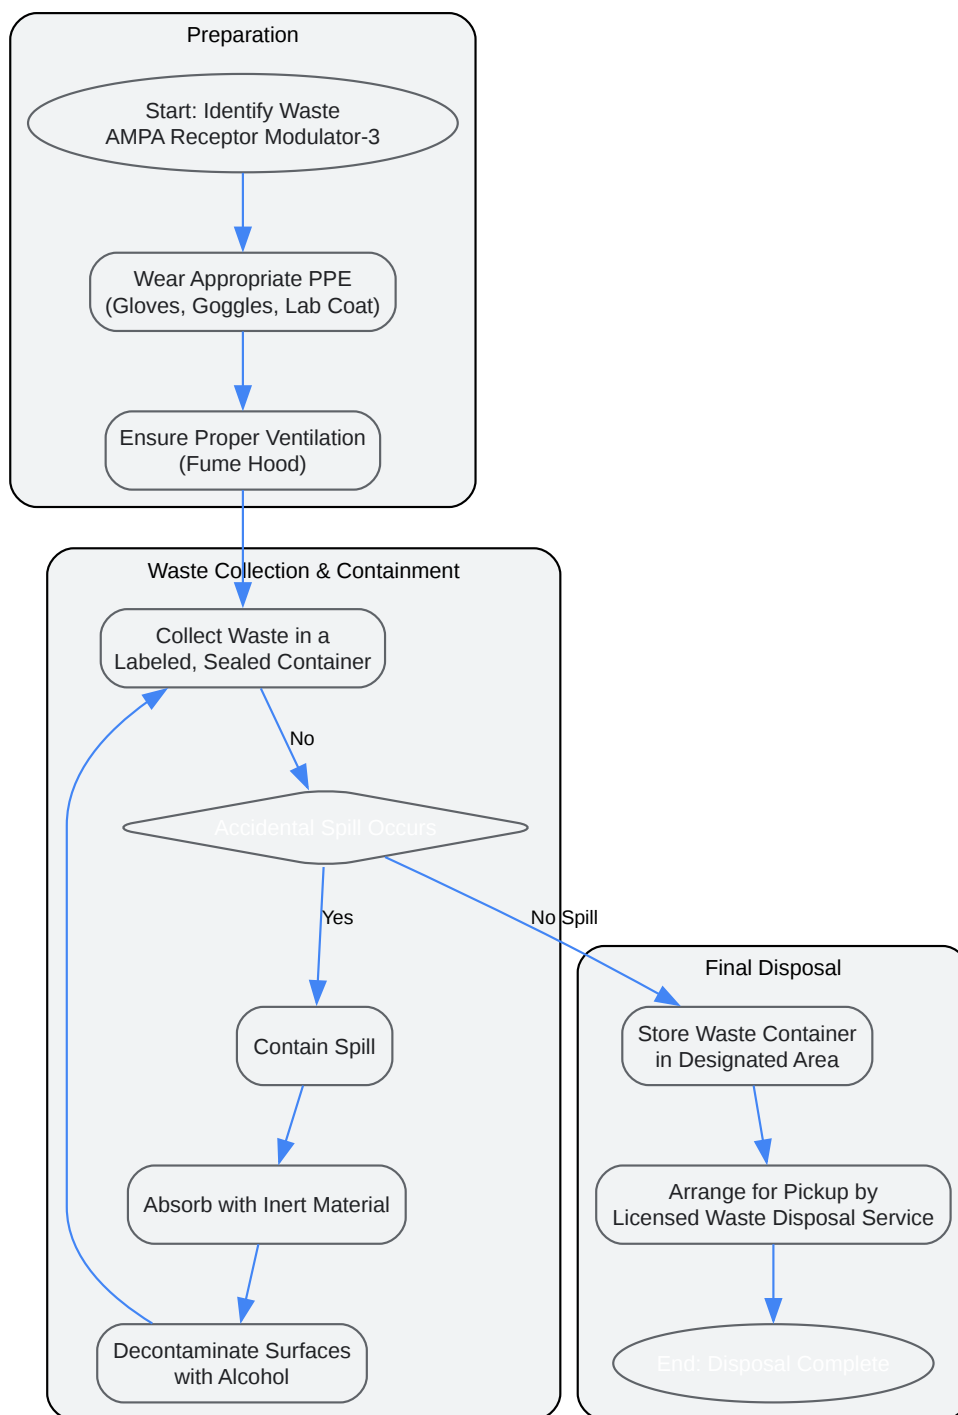 Preparation
Start: Identify Waste
AMPA Receptor Modulator-3
Wear Appropriate PPE
(Gloves, Goggles, Lab Coat)
Ensure Proper Ventilation
(Fume Hood)
Waste Collection & Containment
Collect Waste in a
Labeled, Sealed Container
No
Accidental Spill Occurs
Yes
No Spill
Contain Spill
Absorb with Inert Material
Decontaminate Surfaces
with Alcohol
Final Disposal
Store Waste Container
in Designated Area
Arrange for Pickup by
Licensed Waste Disposal Service
End: Disposal Complete